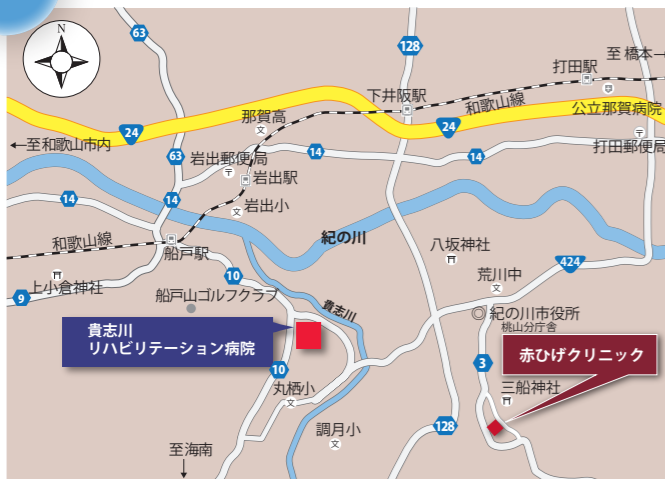 63
128
至 橋本→
打田駅
下井阪駅
和歌山線
公立那賀病院
那賀高
24
24
←至和歌山市内
打田郵便局
63
岩出郵便局
14
14
岩出駅
14
14
岩出小
紀の川
和歌山線
船戸駅
八坂神社
424
10
荒川中
9
上小倉神社
船戸山ゴルフクラブ
貴志川
紀の川市役所
桃山分庁舎
貴志川
リハビリテーション病院
赤ひげクリニック
3
10
丸栖小
三船神社
128
調月小
至海南
↓